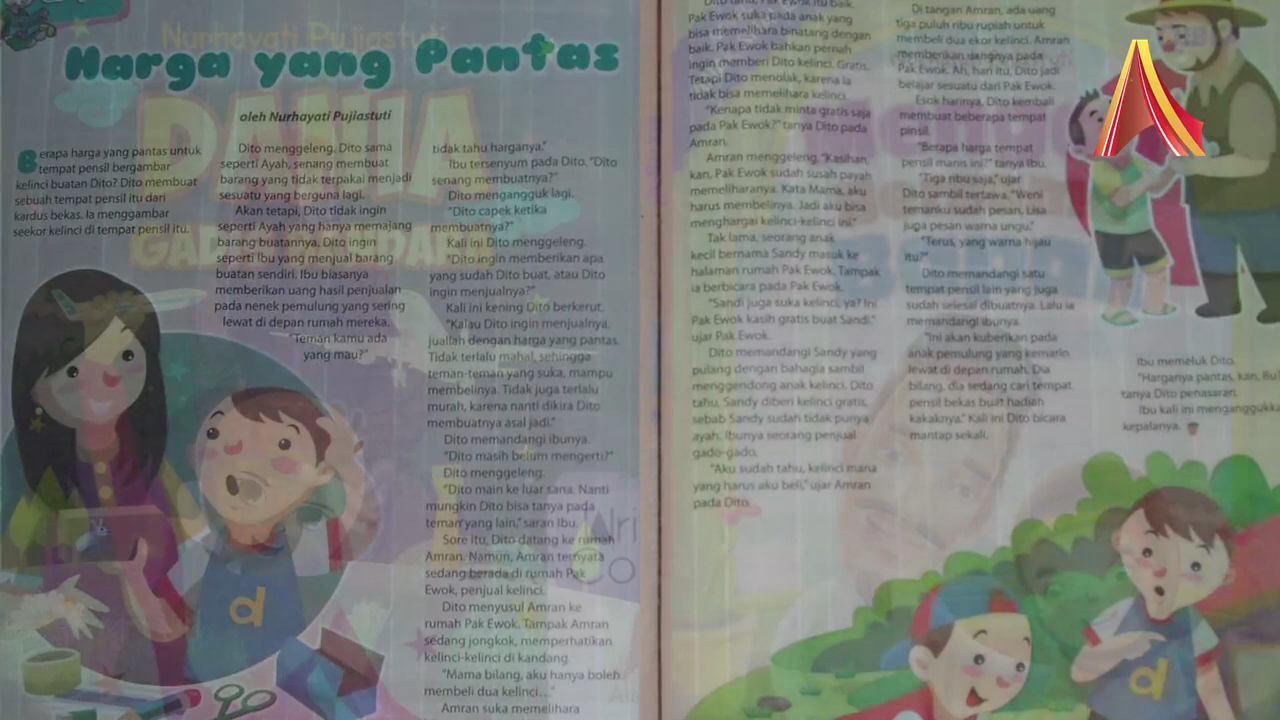 Harga yang Pantas
oleh Nurhayati Pujiastuti
Berapa harga yang pantas untuk
tempat pensil bergambar
kelinci buatan Dito? Dito membuat
sebuah tempat pensil itu dari
kardus bekas. Ia menggambar
seekor kelinci di tempat pensil itu.
Dito menggeleng. Dito sama
seperti Ayah, senang membuat
barang yang tidak terpakai menjadi
sesuatu yang berguna lagi.
Akan tetapi, Dito tidak ingin
seperti Ayah yang hanya memajang
barang buatannya. Dito ingin
seperti Ibu yang menjual barang
buatan sendiri. Ibu biasanya
memberikan uang hasil penjualan
pada nenek pemulung yang sering
lewat di depan rumah mereka.
"Teman kamu ada
yang mau?"
tidak tahu harganya."
Ibu tersenyum pada Dito. "Dito
senang membuatnya?"
Dito mengangguk lagi.
"Dito capek ketika
membuatnya?"
Kali ini Dito menggeleng.
"Dito ingin memberikan apa
yang sudah Dito buat, atau Dito
ingin menjualnya?"
Kali ini kening Dito berkerut.
"Kalau Dito ingin menjualnya,
juallah dengan harga yang pantas.
Tidak terlalu mahal, sehingga
teman-teman yang suka, mampu
membelinya. Tidak juga terlalu
murah, karena nanti dikira Dito
membuatnya asal jadi."
Dito memandangi ibunya.
"Dito masih belum mengerti?"
Dito menggeleng.
"Dito main ke luar sana. Nanti
mungkin Dito bisa tanya pada
teman yang lain," saran Ibu.
Sore itu, Dito datang ke rumah
Amran. Namun, Amran ternyata
sedang berada di rumah Pak
Ewok, penjual kelinci.
Dito menyusul Amran ke
rumah Pak Ewok. Tampak Amran
sedang jongkok, memperhatikan
kelinci-kelinci di kandang.
"Mama bilang, aku hanya boleh
membeli dua kelinci..."
Amran suka memelihara
Dito tahu, Pak Ewok itu baik.
Pak Ewok suka pada anak yang
bisa memelihara binatang dengan
baik. Pak Ewok bahkan pernah
ingin memberi Dito kelinci. Gratis.
Tetapi Dito menolak, karena ia
tidak bisa memelihara kelinci.
"Kenapa tidak minta gratis saja
pada Pak Ewok?" tanya Dito pada
Amran.
Amran menggeleng. "Kasihan,
kan, Pak Ewok sudah susah payah
memeliharanya. Kata Mama, aku
harus membelinya. Jadi aku bisa
menghargai kelinci-kelinci ini."
Tak lama, seorang anak
kecil bernama Sandy masuk ke
halaman rumah Pak Ewok. Tampak
ia berbicara pada Pak Ewok.
"Sandi juga suka kelinci, ya? Ini
Pak Ewok kasih gratis buat Sandi."
ujar Pak Ewok.
Dito memandangi Sandy yang
pulang dengan bahagia sambil
menggendong anak kelinci. Dito
tahu, Sandy diberi kelinci gratis,
sebab Sandy sudah tidak punya
ayah. Ibunya seorang penjual
gado-gado.
"Aku sudah tahu, kelinci mana
yang harus aku beli," ujar Amran
pada Dito.
Di tangan Amran, ada uang
tiga puluh ribu rupiah untuk
membeli dua ekor kelinci. Amran
memberikan uangnya pada
Pak Ewok. Ah, hari itu, Dito jadi
belajar sesuatu dari Pak Ewok.
Esok harinya, Dito kembali
membuat beberapa tempat
pinsil.
"Berapa harga tempat
pensil manis ini?" tanya Ibu.
"Tiga ribu saja," ujar
Dito sambil tertawa. "Weni
temanku sudah pesan. Lisa
juga pesan warna ungu."
"Terus, yang warna hijau
itu?"
Dito memandangi satu
tempat pensil lain yang juga
sudah selesai dibuatnya. Lalu ia
memandangi ibunya.
"Ini akan kuberikan pada
anak pemulung yang kemarin
lewat di depan rumah. Dia
bilang, dia sedang cari tempat
pensil bekas buat hadiah
kakaknya." Kali ini Dito bicara
mantap sekali.
Ibu memeluk Dito.
"Harganya pantas, kan, Bu?
tanya Dito penasaran.
Ibu kali ini menganggukka
kepalanya.
d
d
Nurhayati Pujiastuti
DAHLIA